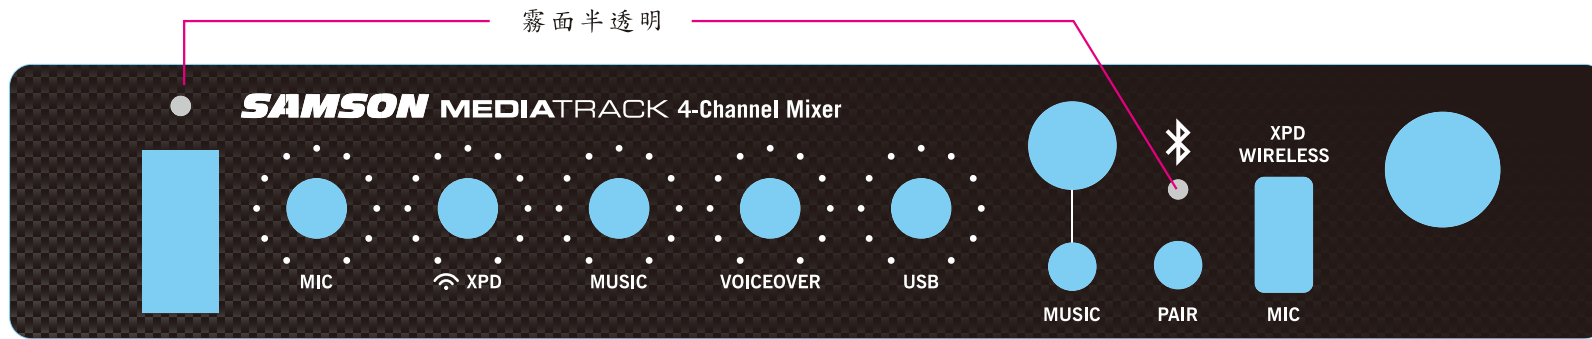 霧面半透明
SAMSON MEDIATRACK 4-Channel Mixer
XPD
WIRELESS
MIC
XPD
MUSIC
VOICEOVER
USB
MUSIC
PAIR
MIC